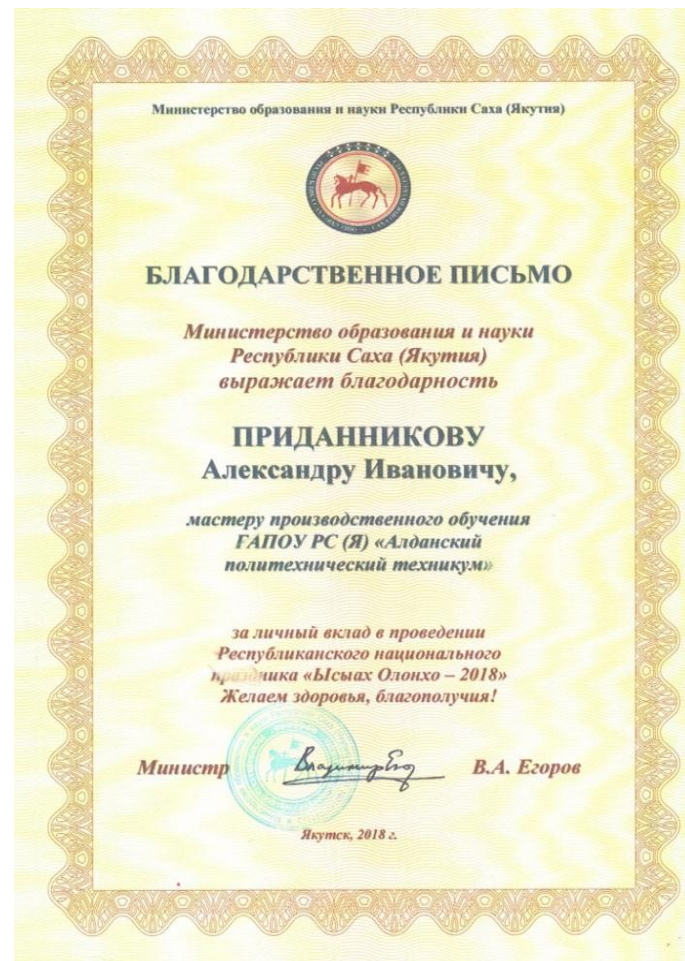 Министерство образования и науки Республики Саха (Якутия)
БЛАГОДАРСТВЕННОЕ ПИСЬМО
Министерство образования и науки
Республики Саха (Якутия)
выражает благодарность
ПРИДАННИКОВУ
Александру Ивановичу,
мастеру производственного обучения
ГАПОУ РС (Я) «Алданский
политехнический техникум»
за личный вклад в проведении
Республиканского национального
праздника «Ысыах Олонхо – 2018»
Желаем здоровья, благополучия!
Министр В.А. Егоров
Якутск, 2018 г.